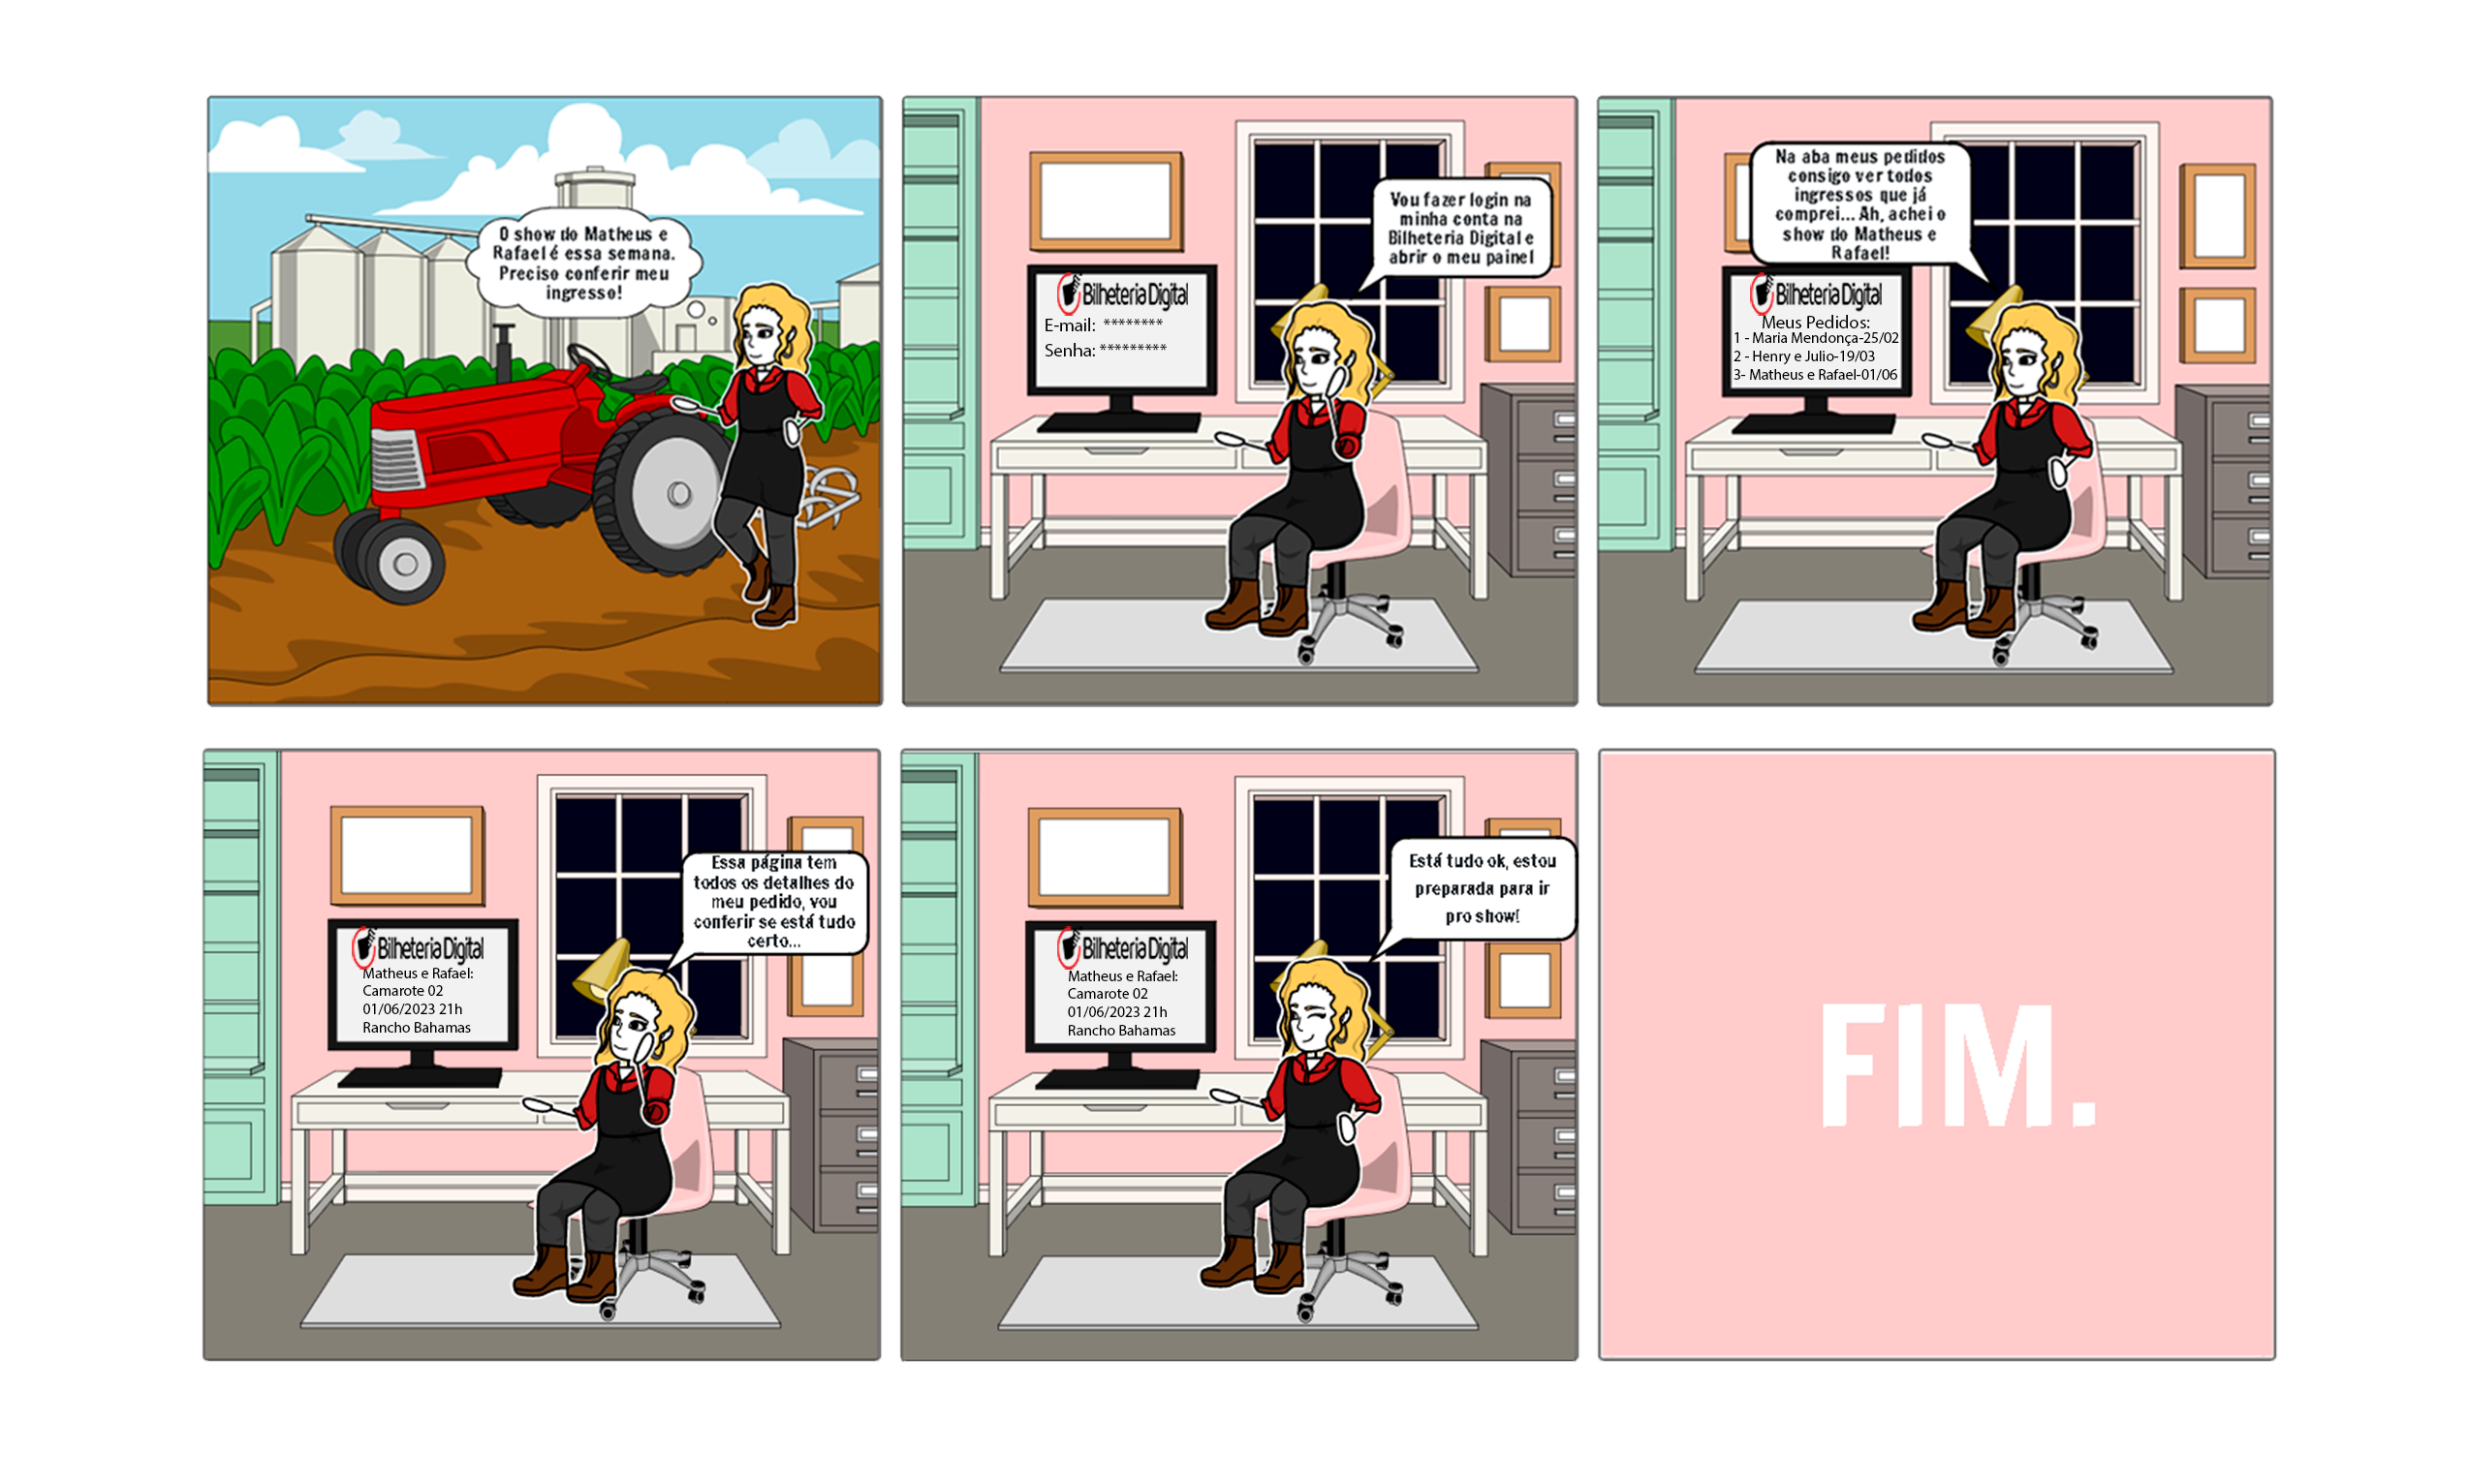 O show do Matheus e
Rafael é essa semana.
Preciso conferir meu
ingresso!
Vou fazer login na
minha conta na
Bilheteria Digital e
abrir o meu painel
Bilheteria Digital
E-mail: ********
Senha: *********
Na aba meus pedidos
consigo ver todos
ingressos que já
comprei... Ah, achei o
show do Matheus e
Rafael!
Bilheteria Digital
Meus Pedidos:
1 - Maria Mendonça-25/02
2 - Henry e Julio-19/03
3- Matheus e Rafael-01/06
Essa página tem
todos os detalhes do
meu pedido, vou
conferir se está tudo
certo...
Bilheteria Digital
Matheus e Rafael:
Camarote 02
01/06/2023 21h
Rancho Bahamas
Está tudo ok, estou
preparada para ir
pro show!
Bilheteria Digital
Matheus e Rafael:
Camarote 02
01/06/2023 21h
Rancho Bahamas
FIM.